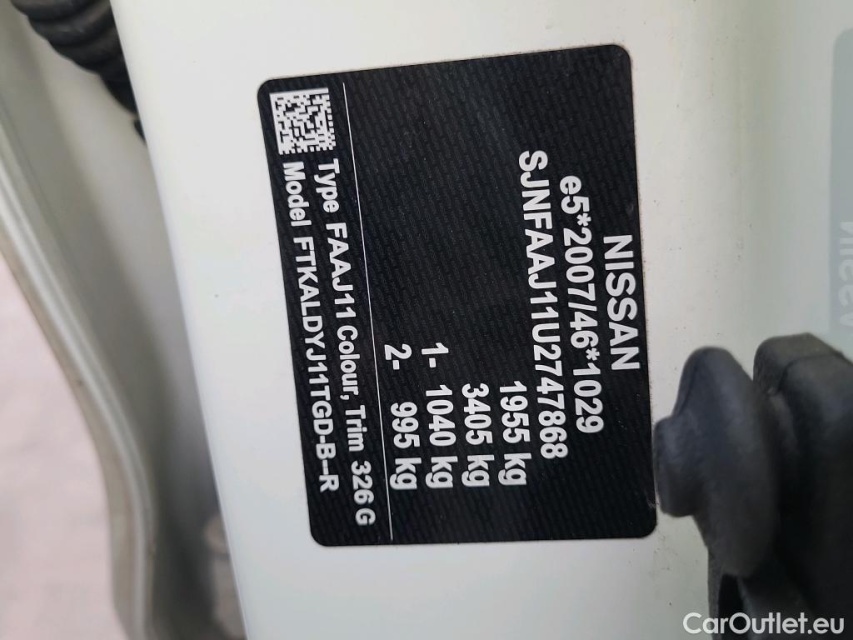 NISSAN
e5*2007/46*1029
SJNFAAJ11U2747868
1955 kg
3405 kg
1- 1040 kg
2- 995 kg
Type FAAJ11 Colour, Trim 326 G
Model FTKALDYJ11TGD-B--R
CarOutlet.eu